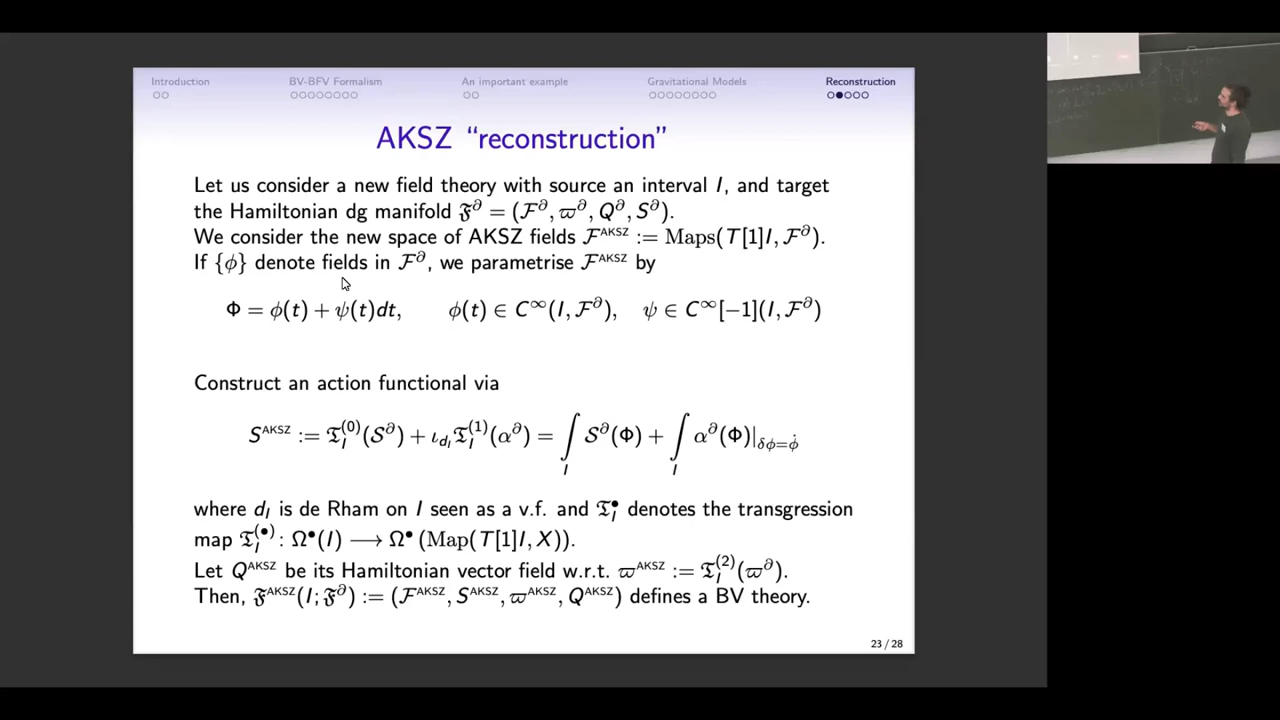 Introduction BV-BFV Formalism An important example Gravitational Models Reconstruction
AKSZ “reconstruction”
Let us consider a new field theory with source an interval I, and target
the Hamiltonian dg manifold 𝔉^∂ = (ℱ^∂, ϖ^∂, Q^∂, S^∂).
We consider the new space of AKSZ fields ℱ^AKSZ := Maps(T[1]I, ℱ^∂).
If {ϕ} denote fields in ℱ^∂, we parametrise ℱ^AKSZ by
Φ = ϕ(t) + ψ(t)dt, ϕ(t) ∈ C^∞(I, ℱ^∂), ψ ∈ C^∞[−1](I, ℱ^∂)
Construct an action functional via
S^AKSZ := 𝔗_I^(0)(𝒮^∂) + ι_{d_I}𝔗_I^(1)(α^∂) = ∫_I 𝒮^∂(Φ) + ∫_I α^∂(Φ)|_{δϕ=ϕ̇}
where d_I is de Rham on I seen as a v.f. and 𝔗_I^• denotes the transgression
map 𝔗_I^(•): Ω^•(I) ⟶ Ω^•(Map(T[1]I, X)).
Let Q^AKSZ be its Hamiltonian vector field w.r.t. ϖ^AKSZ := 𝔗_I^(2)(ϖ^∂).
Then, 𝔉^AKSZ(I; 𝔉^∂) := (ℱ^AKSZ, S^AKSZ, ϖ^AKSZ, Q^AKSZ) defines a BV theory.
23 / 28